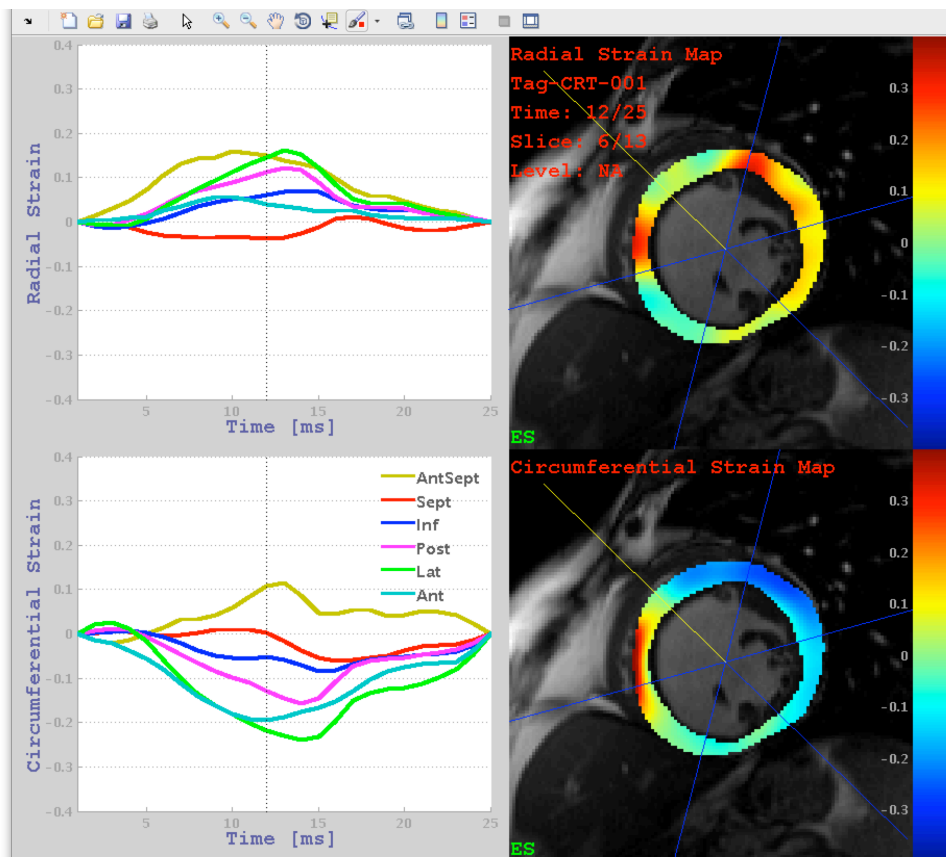 0.4
0.3
0.2
0.1
0
-0.1
-0.2
-0.3
-0.4
Radial Strain
5
10
15
20
25
Time [ms]
Radial Strain Map
Tag-CRT-001
Time: 12/25
Slice: 6/13
Level: NA
ES
0.3
0.2
0.1
0
-0.1
-0.2
-0.3
0.4
0.3
0.2
0.1
0
-0.1
-0.2
-0.3
-0.4
Circumferential Strain
AntSept
Sept
Inf
Post
Lat
Ant
5
10
15
20
25
Time [ms]
Circumferential Strain Map
ES
0.3
0.2
0.1
0
-0.1
-0.2
-0.3